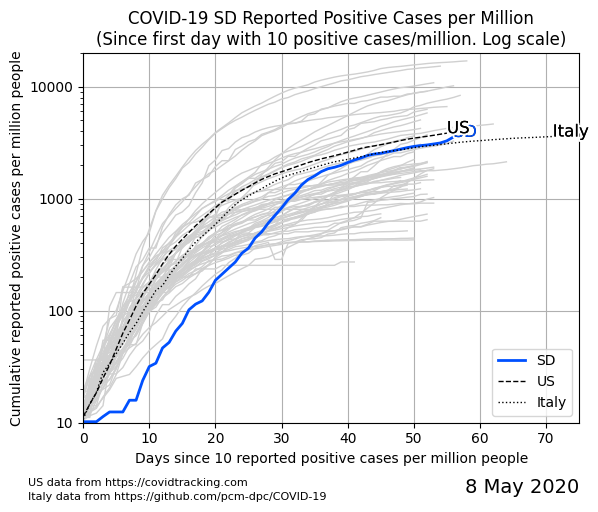 COVID-19 SD Reported Positive Cases per Million
(Since first day with 10 positive cases/million. Log scale)
Cumulative reported positive cases per million people
10000
1000
100
10
US
SD
Italy
SD
US
Italy
0 10 20 30 40 50 60 70
Days since 10 reported positive cases per million people
US data from https://covidtracking.com
Italy data from https://github.com/pcm-dpc/COVID-19
8 May 2020